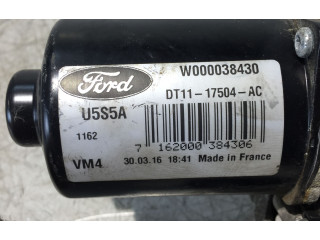 Ford
W000038430
DT11-17504-AC
U5S5A
1162
7 162000 384306
VM4
30.03.16 18:41 Made in France